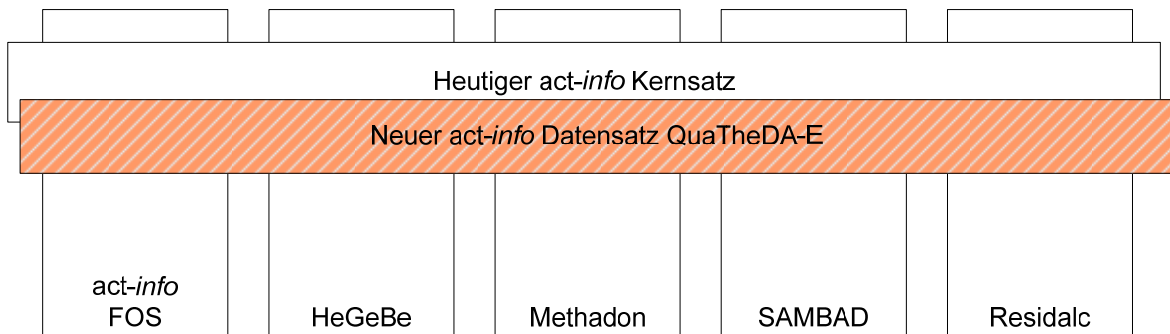 Heutiger act-info Kernsatz
Neuer act-info Datensatz QuaTheDA-E
act-info
FOS
HeGeBe
Methadon
SAMBAD
Residalc